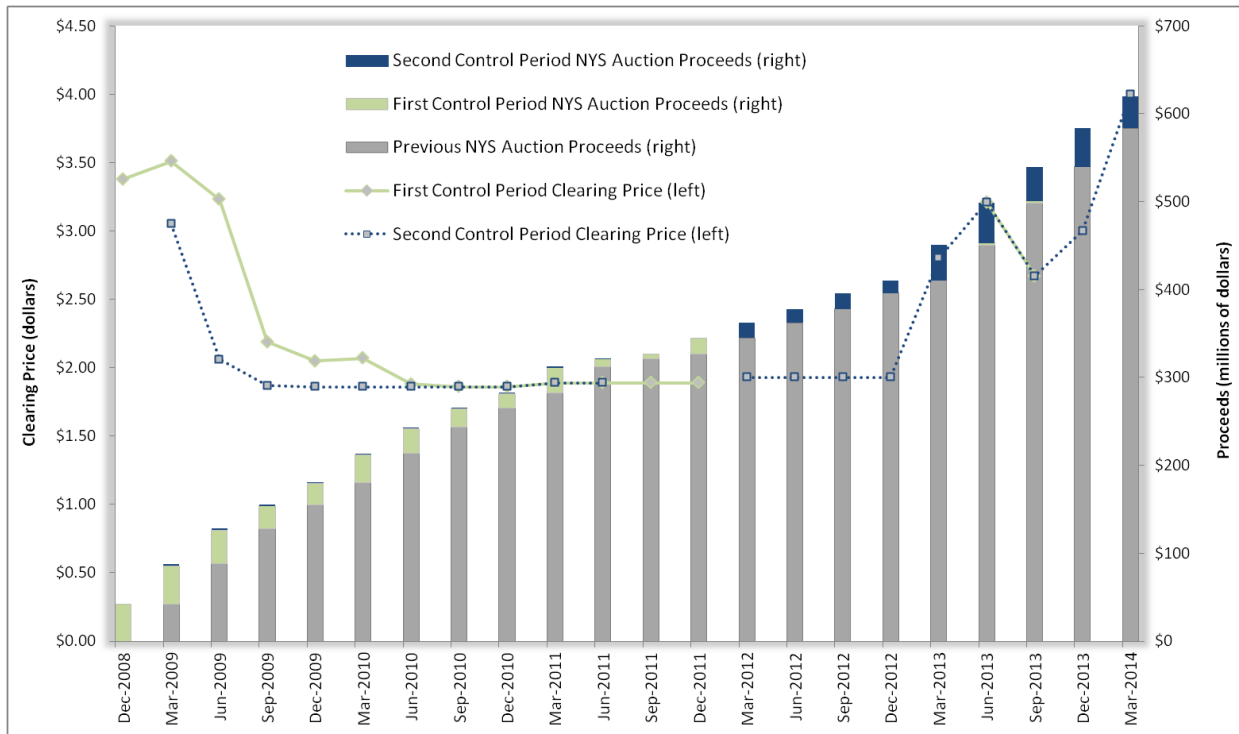 $4.50
$4.00
$3.50
$3.00
$2.50
$2.00
$1.50
$1.00
$0.50
$0.00
Clearing Price (dollars)
Second Control Period NYS Auction Proceeds (right)
First Control Period NYS Auction Proceeds (right)
Previous NYS Auction Proceeds (right)
First Control Period Clearing Price (left)
Second Control Period Clearing Price (left)
$700
$600
$500
$400
$300
$200
$100
$0
Proceeds (millions of dollars)
Dec-2008
Mar-2009
Jun-2009
Sep-2009
Dec-2009
Mar-2010
Jun-2010
Sep-2010
Dec-2010
Mar-2011
Jun-2011
Sep-2011
Dec-2011
Mar-2012
Jun-2012
Sep-2012
Dec-2012
Mar-2013
Jun-2013
Sep-2013
Dec-2013
Mar-2014